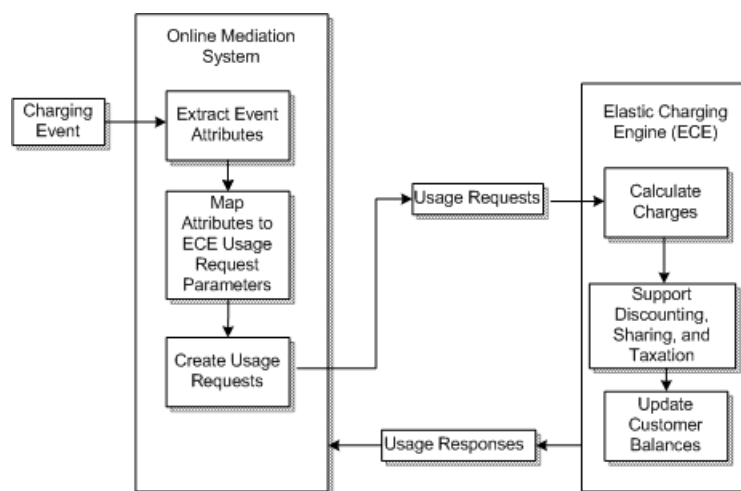 Online Mediation
System
Charging
Event
Extract Event
Attributes
Map
Attributes to
ECE Usage
Request
Parameters
Create Usage
Requests
Usage Requests
Elastic Charging
Engine (ECE)
Calculate
Charges
Support
Discounting,
Sharing, and
Taxation
Update
Customer
Balances
Usage Responses